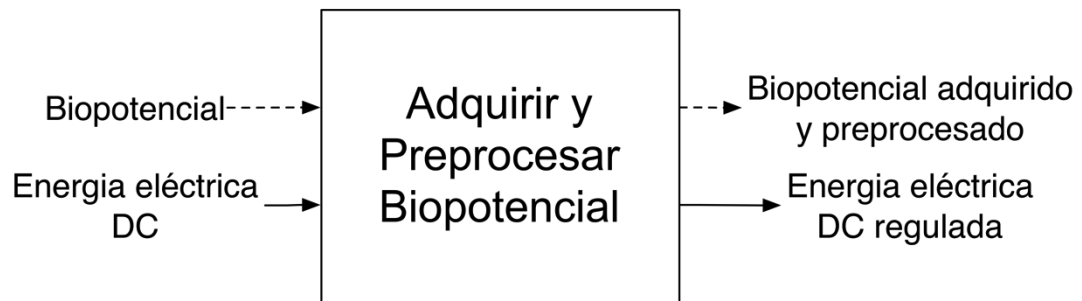 Biopotencial
Energia eléctrica
DC
Adquirir y
Preprocesar
Biopotencial
Biopotencial adquirido
y preprocesado
Energia eléctrica
DC regulada